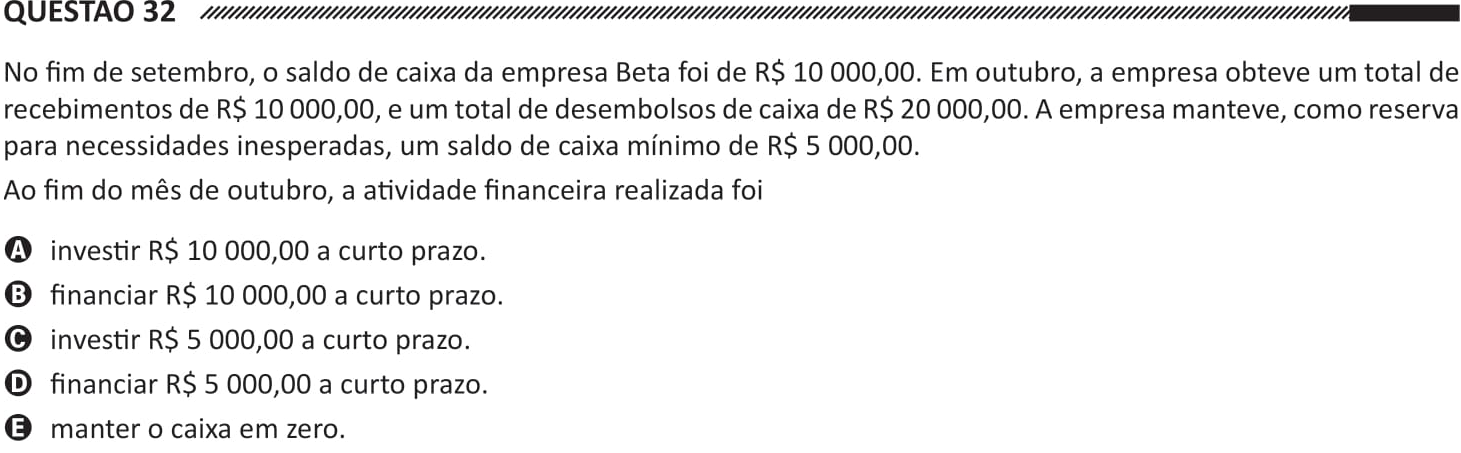 QUESTÃO 32
No fim de setembro, o saldo de caixa da empresa Beta foi de R$ 10 000,00. Em outubro, a empresa obteve um total de
recebimentos de R$ 10 000,00, e um total de desembolsos de caixa de R$ 20 000,00. A empresa manteve, como reserva
para necessidades inesperadas, um saldo de caixa mínimo de R$ 5 000,00.
Ao fim do mês de outubro, a atividade financeira realizada foi
A investir R$ 10 000,00 a curto prazo.
B financiar R$ 10 000,00 a curto prazo.
C investir R$ 5 000,00 a curto prazo.
D financiar R$ 5 000,00 a curto prazo.
E manter o caixa em zero.